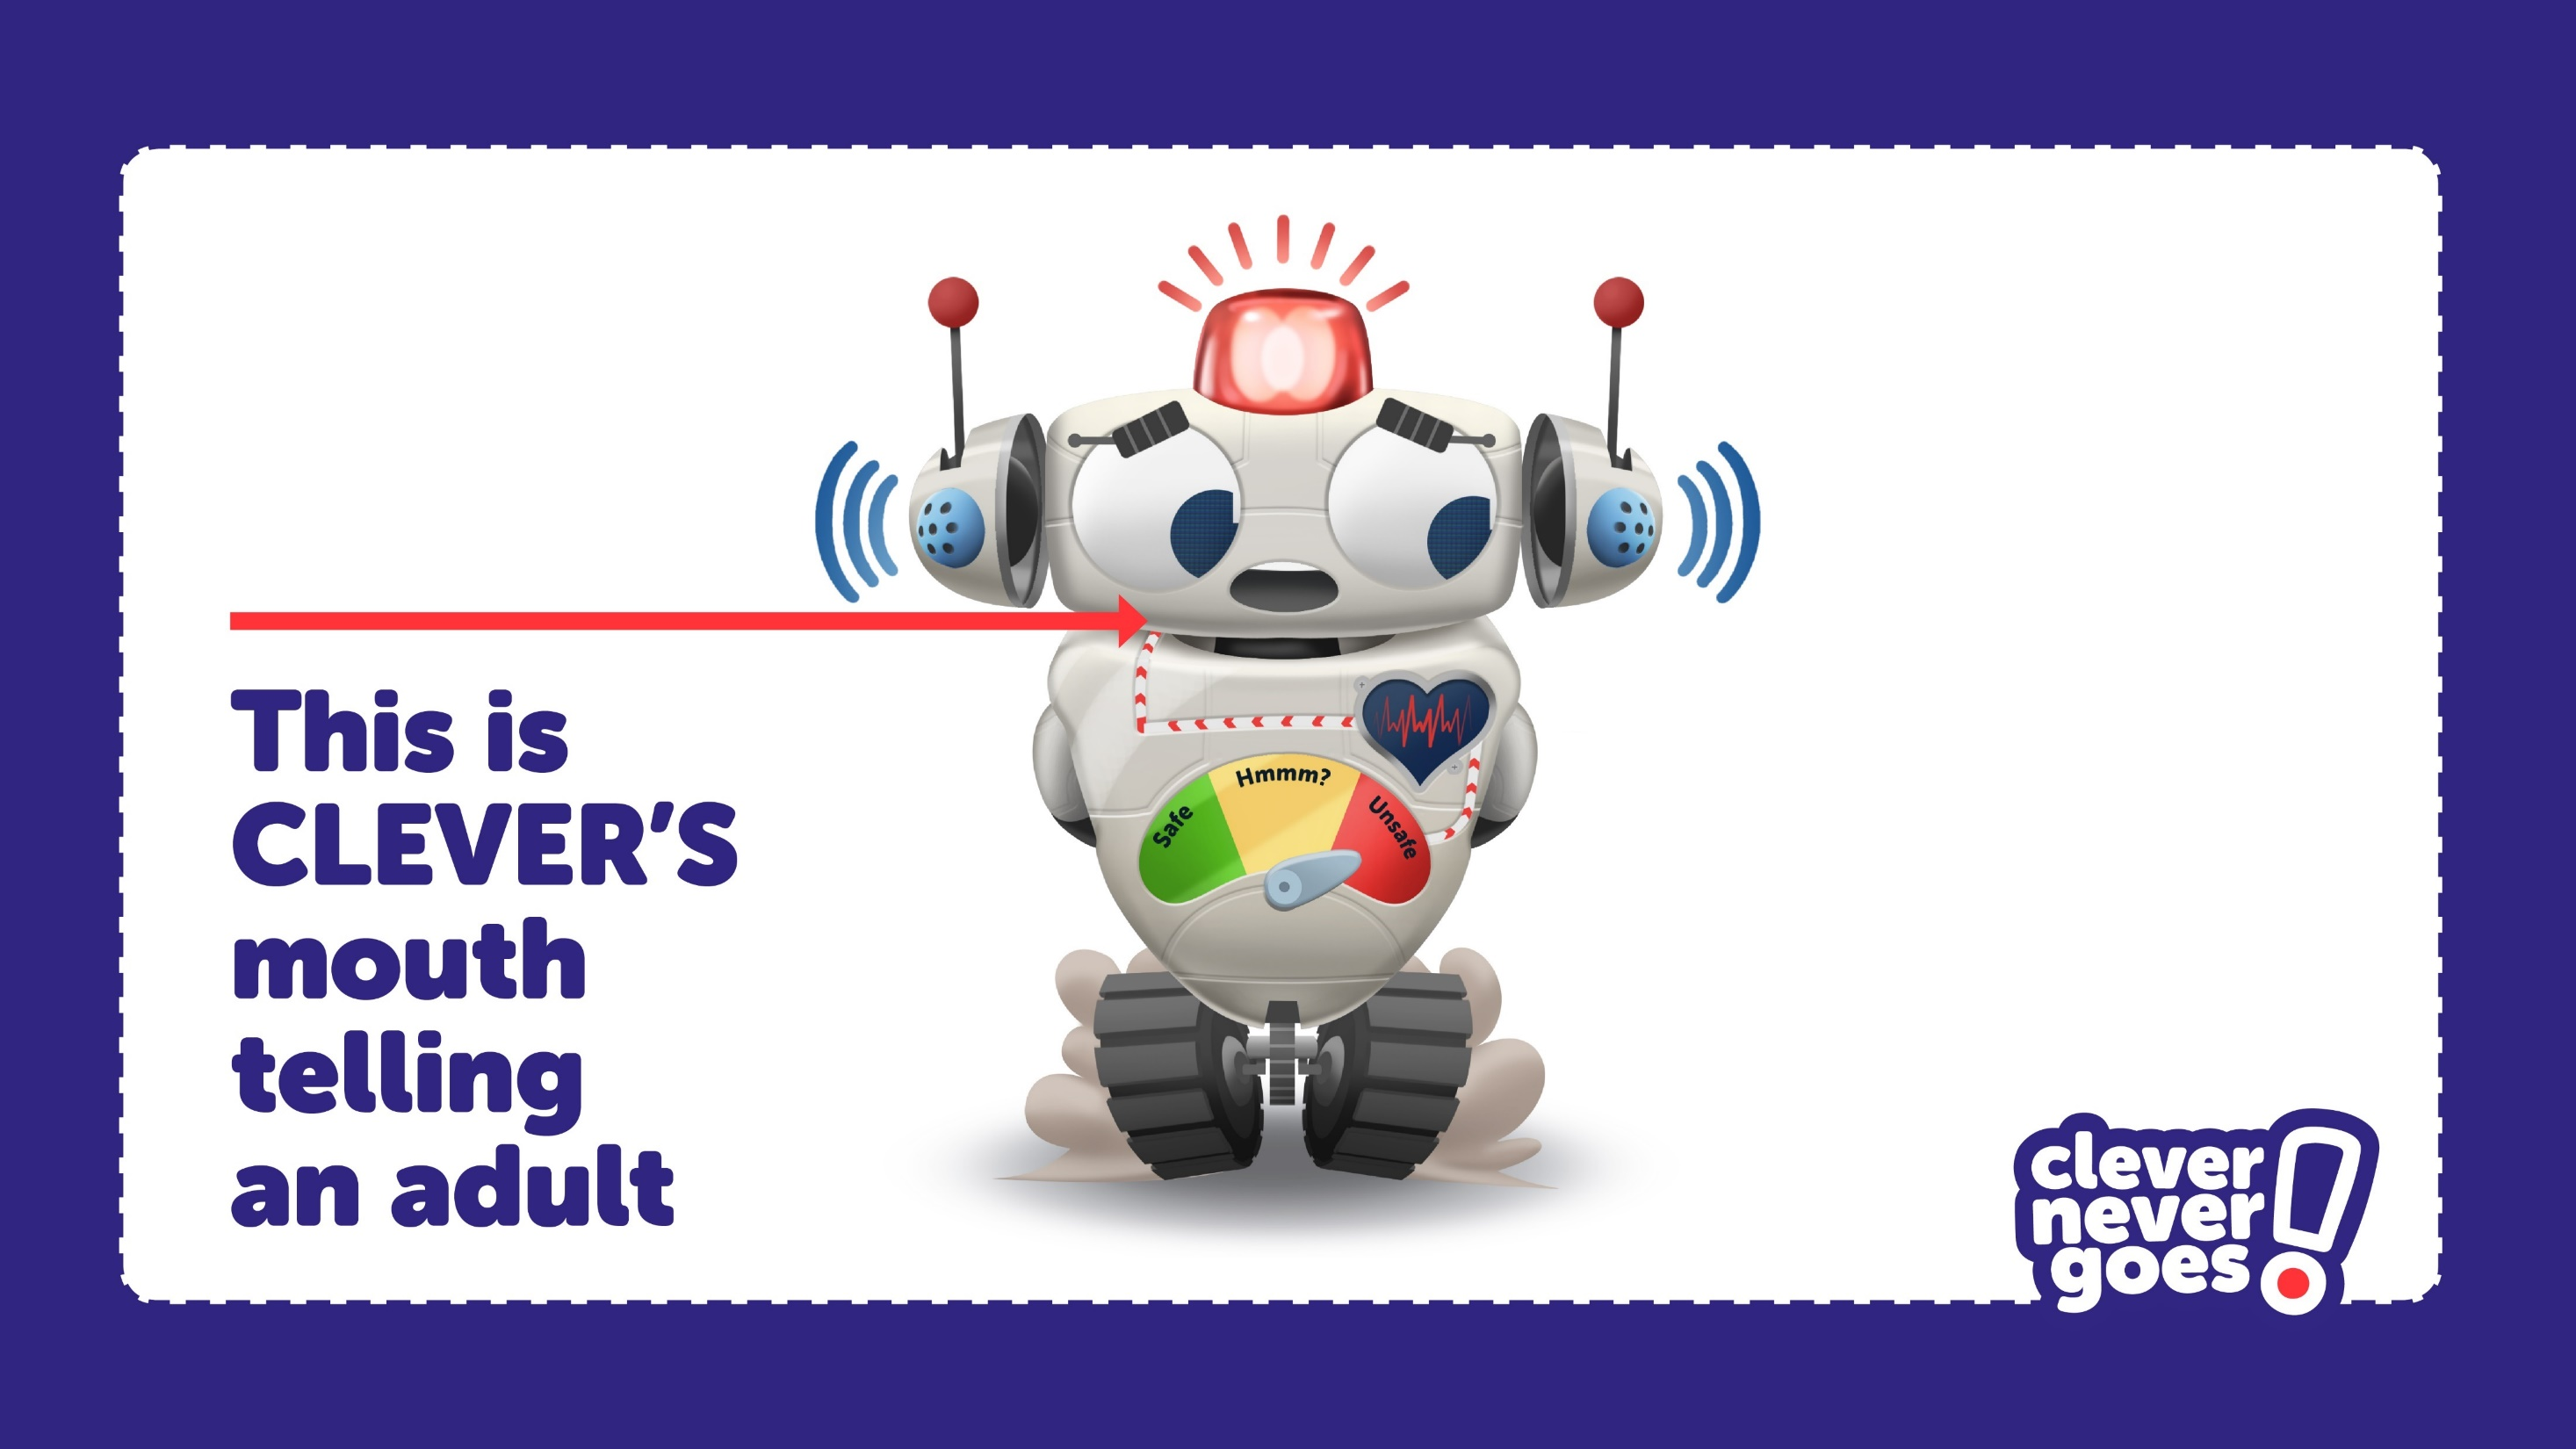 This is
CLEVER’S
mouth
telling
an adult
Safe
Hmmm?
Unsafe
clever
never
goes!